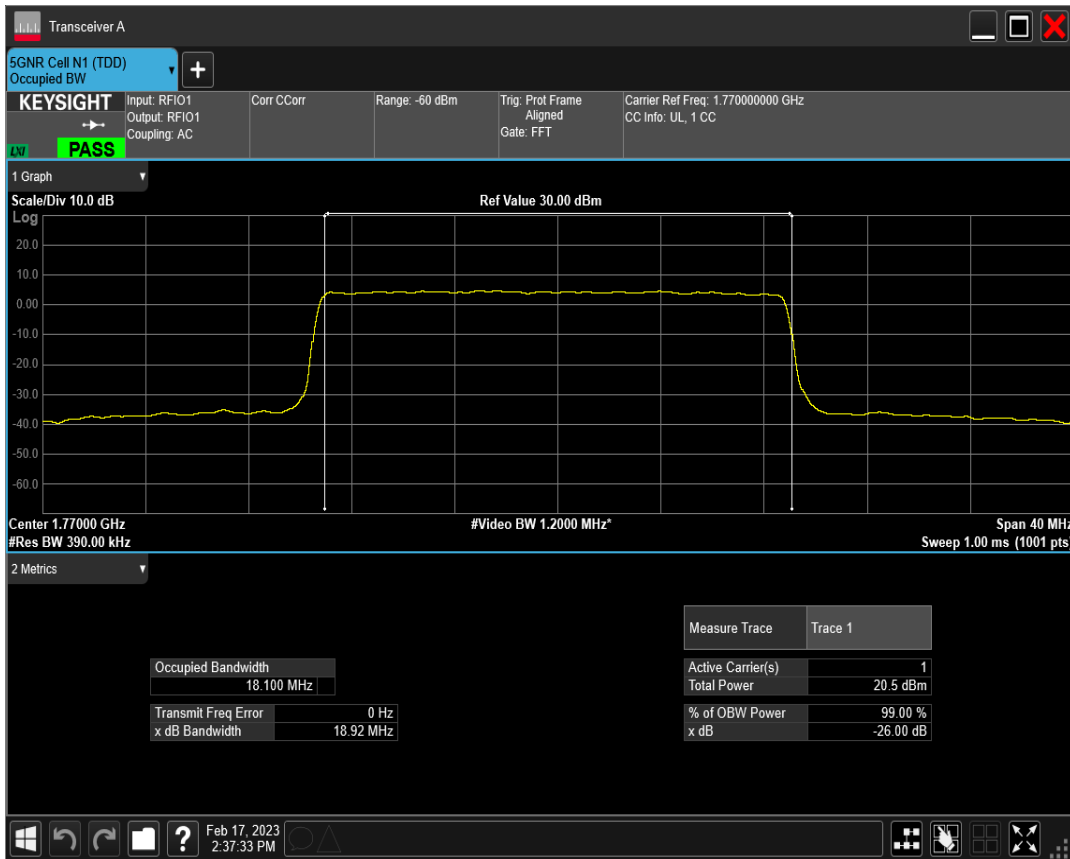 Transceiver A
5GNR Cell N1 (TDD)
Occupied BW
+
KEYSIGHT
LXI
PASS
Input: RFIO1
Output: RFIO1
Coupling: AC
Corr CCorr
Range: -60 dBm
Trig: Prot Frame
Aligned
Gate: FFT
Carrier Ref Freq: 1.770000000 GHz
CC Info: UL, 1 CC
1 Graph
Scale/Div 10.0 dB
Ref Value 30.00 dBm
Log
20.0
10.0
0.00
-10.0
-20.0
-30.0
-40.0
-50.0
-60.0
Center 1.77000 GHz
#Video BW 1.2000 MHz*
Span 40 MHz
#Res BW 390.00 kHz
Sweep 1.00 ms (1001 pts)
2 Metrics
Measure Trace Trace 1
Occupied Bandwidth
18.100 MHz
Transmit Freq Error 0 Hz
x dB Bandwidth 18.92 MHz
Active Carrier(s) 1
Total Power 20.5 dBm
% of OBW Power 99.00 %
x dB -26.00 dB
?
Feb 17, 2023
2:37:33 PM